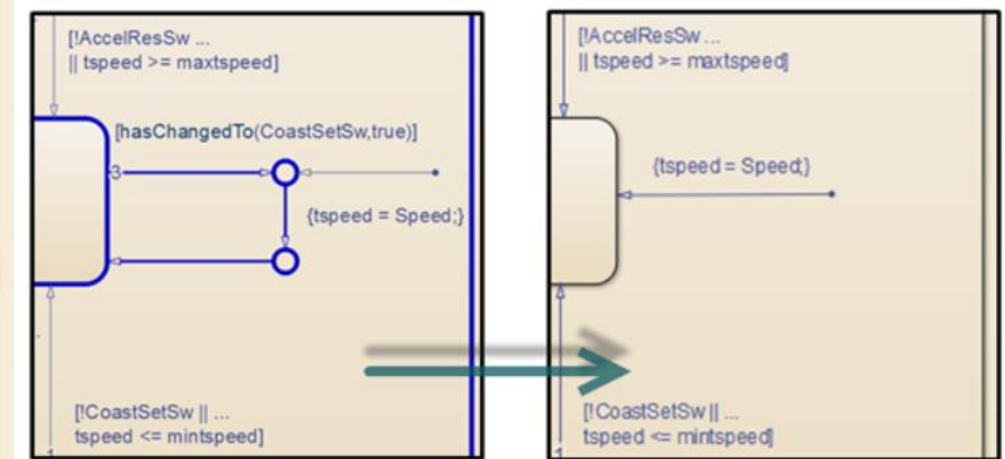 [!AccelResSw ...
|| tspeed >= maxtspeed]
[hasChangedTo(CoastSetSw,true)]
3
{tspeed = Speed;}
[!CoastSetSw || ...
tspeed <= mintspeed]
1
[!AccelResSw ...
|| tspeed >= maxtspeed]
{tspeed = Speed;}
[!CoastSetSw || ...
tspeed <= mintspeed]
1